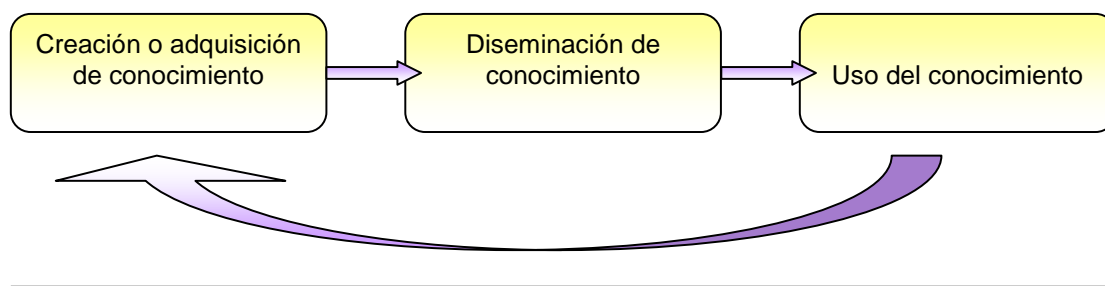 Creación o adquisición
de conocimiento
Diseminación de
conocimiento
Uso del conocimiento